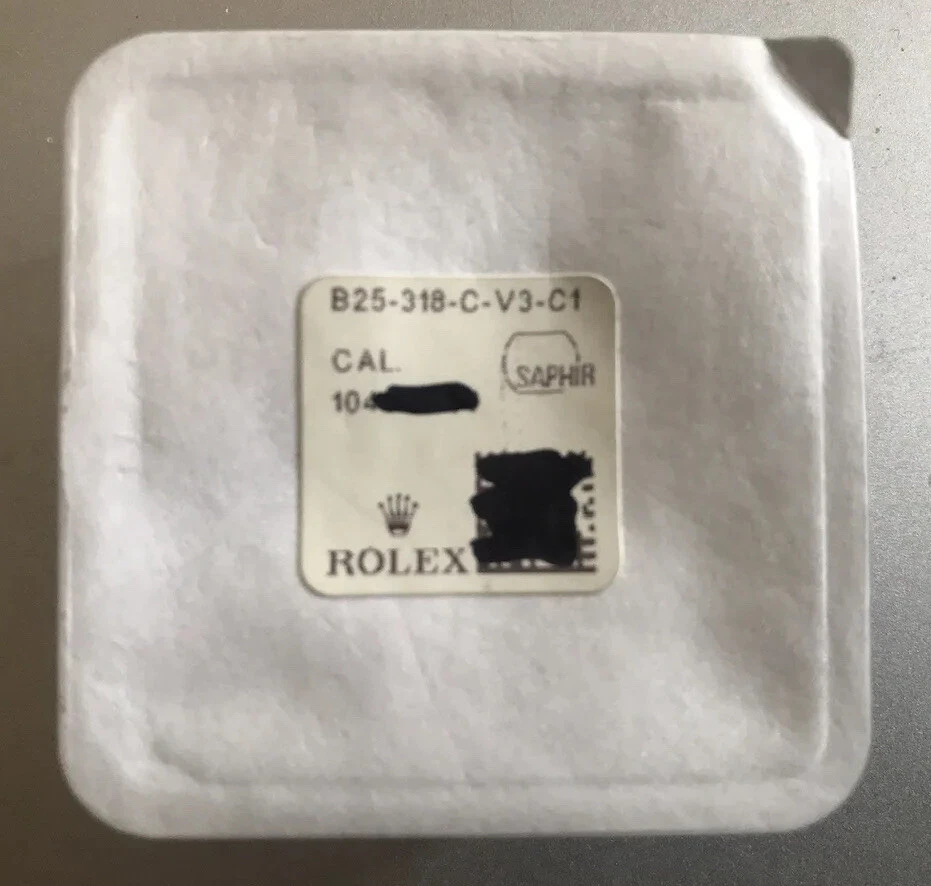 B25-318-C-V3-C1
CAL.
SAPHIR
104
ROLEX